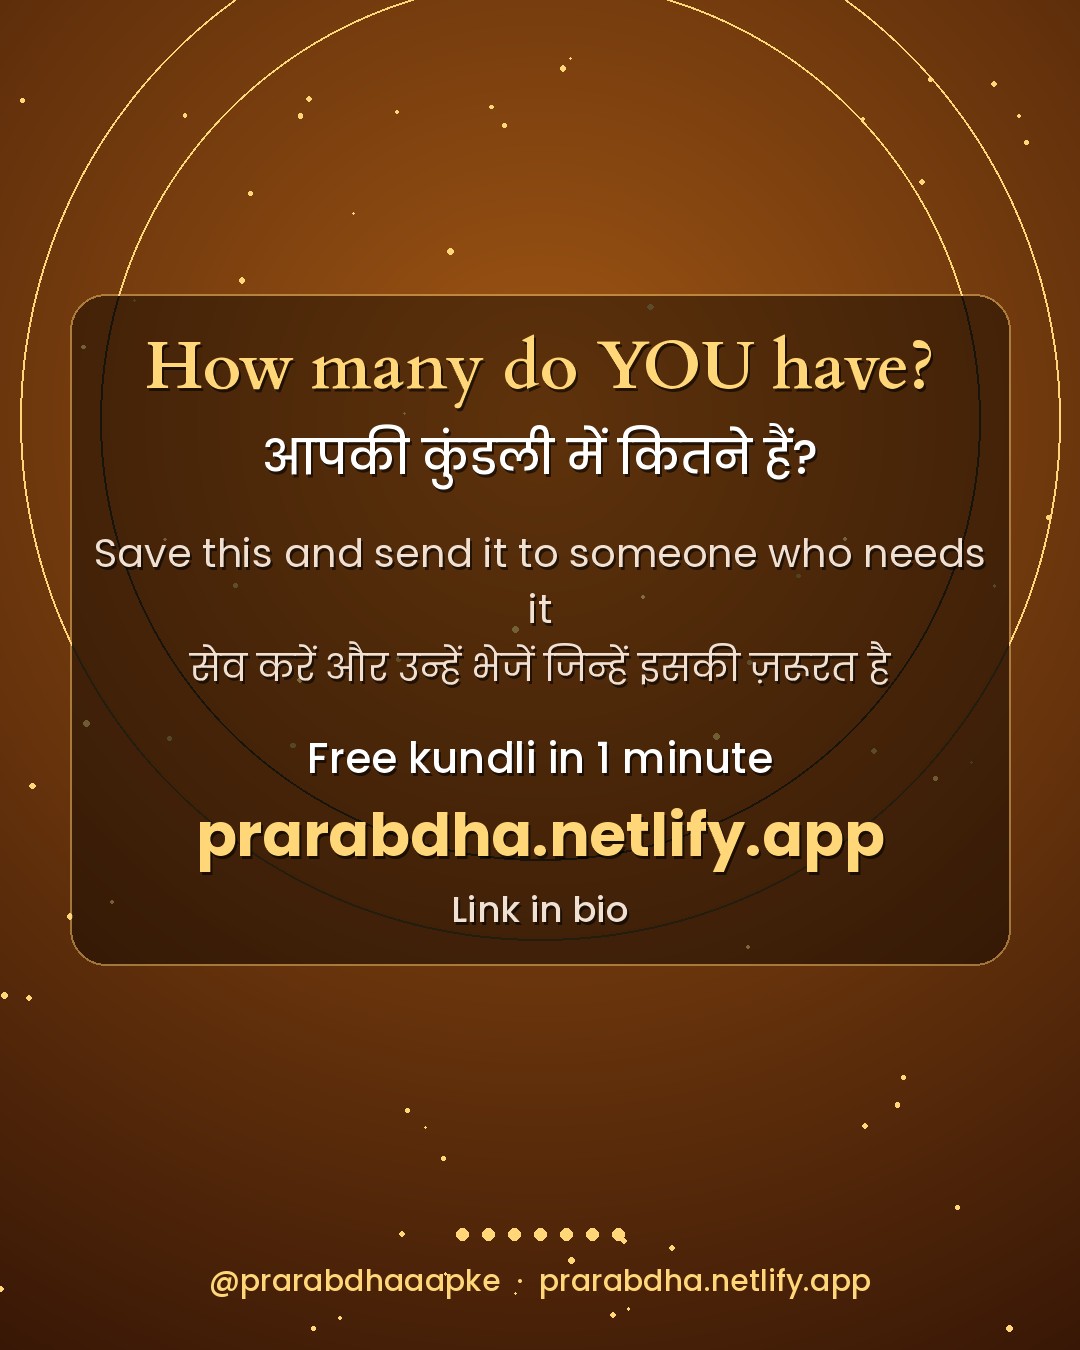 How many do YOU have?
आपकी कुंडली में कितने हैं?
Save this and send it to someone who needs
it
सेव करें और उन्हें भेजें जिन्हें इसकी ज़रूरत है
Free kundli in 1 minute
prarabdha.netlify.app
Link in bio
@prarabdhaaapke · prarabdha.netlify.app